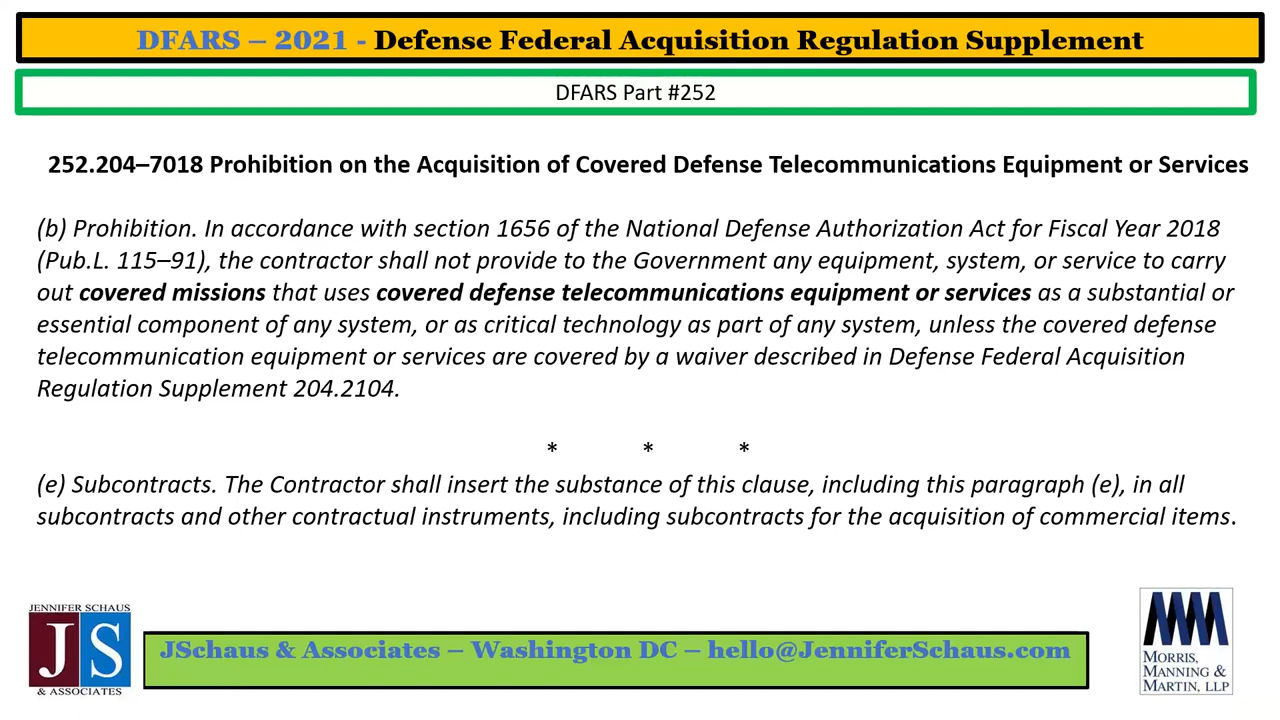 DFARS – 2021 - Defense Federal Acquisition Regulation Supplement
DFARS Part #252
252.204–7018 Prohibition on the Acquisition of Covered Defense Telecommunications Equipment or Services
(b) Prohibition. In accordance with section 1656 of the National Defense Authorization Act for Fiscal Year 2018
(Pub.L. 115–91), the contractor shall not provide to the Government any equipment, system, or service to carry
out covered missions that uses covered defense telecommunications equipment or services as a substantial or
essential component of any system, or as critical technology as part of any system, unless the covered defense
telecommunication equipment or services are covered by a waiver described in Defense Federal Acquisition
Regulation Supplement 204.2104.
* * *
(e) Subcontracts. The Contractor shall insert the substance of this clause, including this paragraph (e), in all
subcontracts and other contractual instruments, including subcontracts for the acquisition of commercial items.
JENNIFER SCHAUS
JS
& ASSOCIATES
JSchaus & Associates – Washington DC – hello@JenniferSchaus.com
MMM
MORRIS,
MANNING &
MARTIN, LLP